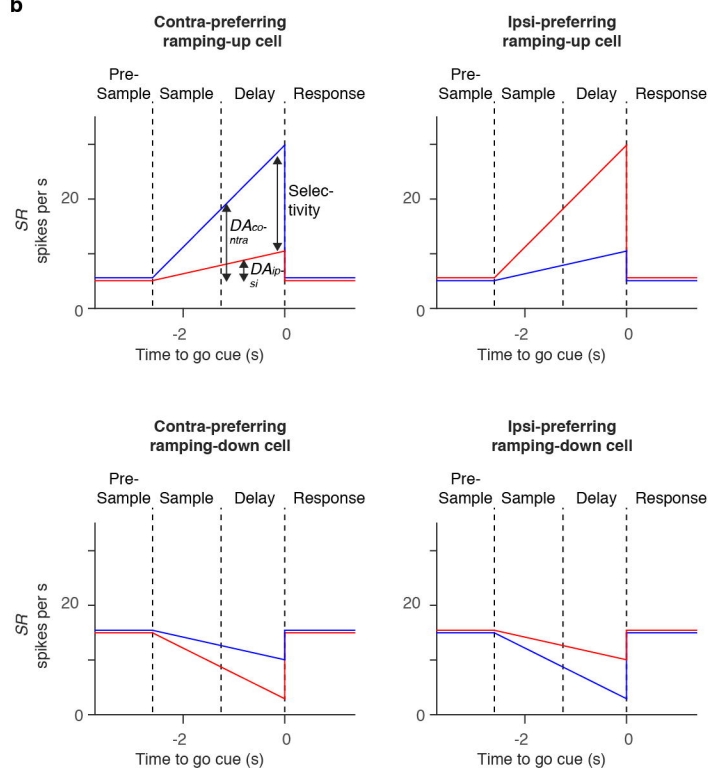 b
Contra-preferring
ramping-up cell
Pre-
Sample Sample Delay Response
SR
spikes per s
20
0
Selec-
tivity
DAco-
ntra
DAip-
si
-2 0
Time to go cue (s)
Ipsi-preferring
ramping-up cell
Pre-
Sample Sample Delay Response
20
0
-2 0
Time to go cue (s)
Contra-preferring
ramping-down cell
Pre-
Sample Sample Delay Response
SR
spikes per s
20
0
-2 0
Time to go cue (s)
Ipsi-preferring
ramping-down cell
Pre-
Sample Sample Delay Response
20
0
-2 0
Time to go cue (s)